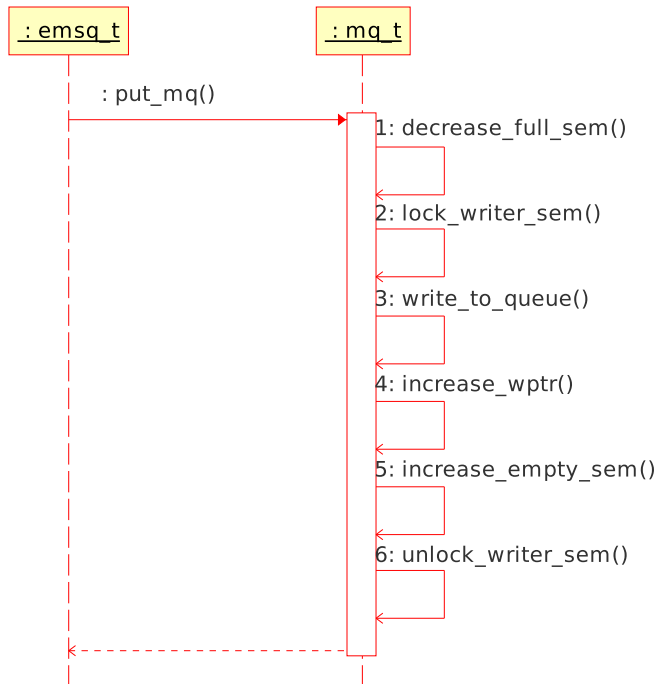 : emsq_t
: mq_t
: put_mq()
1: decrease_full_sem()
2: lock_writer_sem()
3: write_to_queue()
4: increase_wptr()
5: increase_empty_sem()
6: unlock_writer_sem()